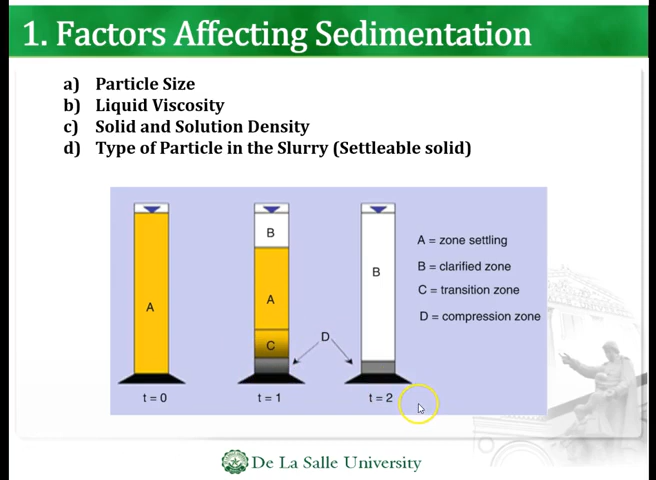 1. Factors Affecting Sedimentation
a) Particle Size
b) Liquid Viscosity
c) Solid and Solution Density
d) Type of Particle in the Slurry (Settleable solid)
A
B
A
C
D
B
A = zone settling
B = clarified zone
C = transition zone
D = compression zone
t = 0
t = 1
t = 2
De La Salle University